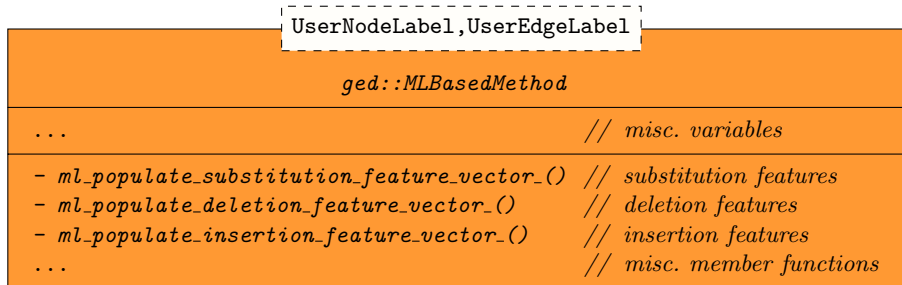 UserNodeLabel,UserEdgeLabel
ged::MLBasedMethod
... // misc. variables
- ml_populate_substitution_feature_vector_() // substitution features
- ml_populate_deletion_feature_vector_() // deletion features
- ml_populate_insertion_feature_vector_() // insertion features
... // misc. member functions